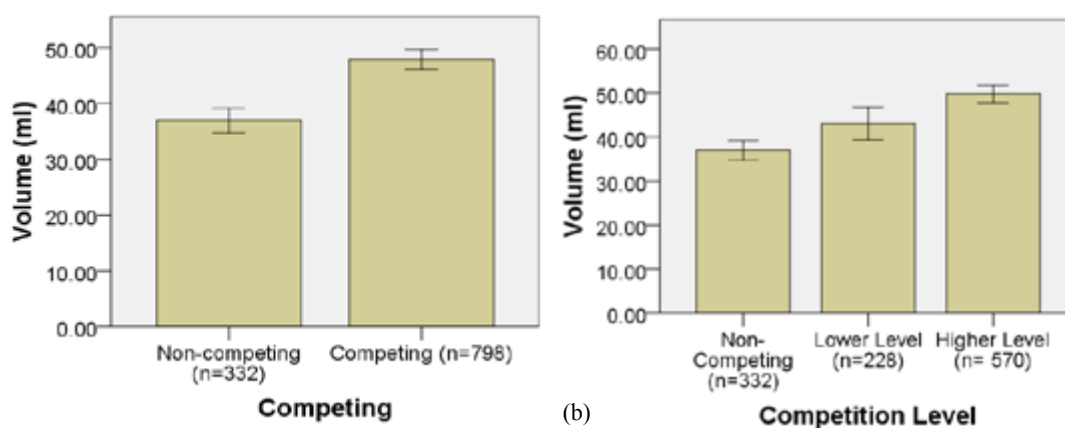 50.00
40.00
30.00
20.00
10.00
0.00
Volume (ml)
Non-competing
(n=332)
Competing (n=798)
Competing
60.00
50.00
40.00
30.00
20.00
10.00
00.00
Volume (ml)
Non-
Competing
(n=332)
Lower Level
(n=228)
Higher Level
(n= 570)
(b)
Competition Level